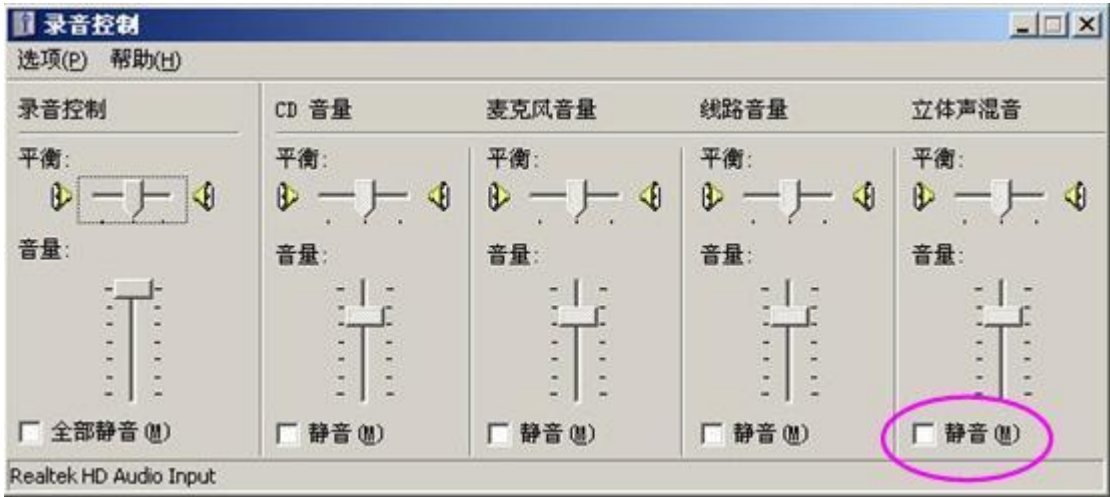 录音控制
选项(P) 帮助(H)
录音控制 CD 音量 麦克风音量 线路音量 立体声混音
平衡: 平衡: 平衡: 平衡: 平衡:
音量: 音量: 音量: 音量: 音量:
全部静音(M) 静音(M) 静音(M) 静音(M) 静音(M)
Realtek HD Audio Input